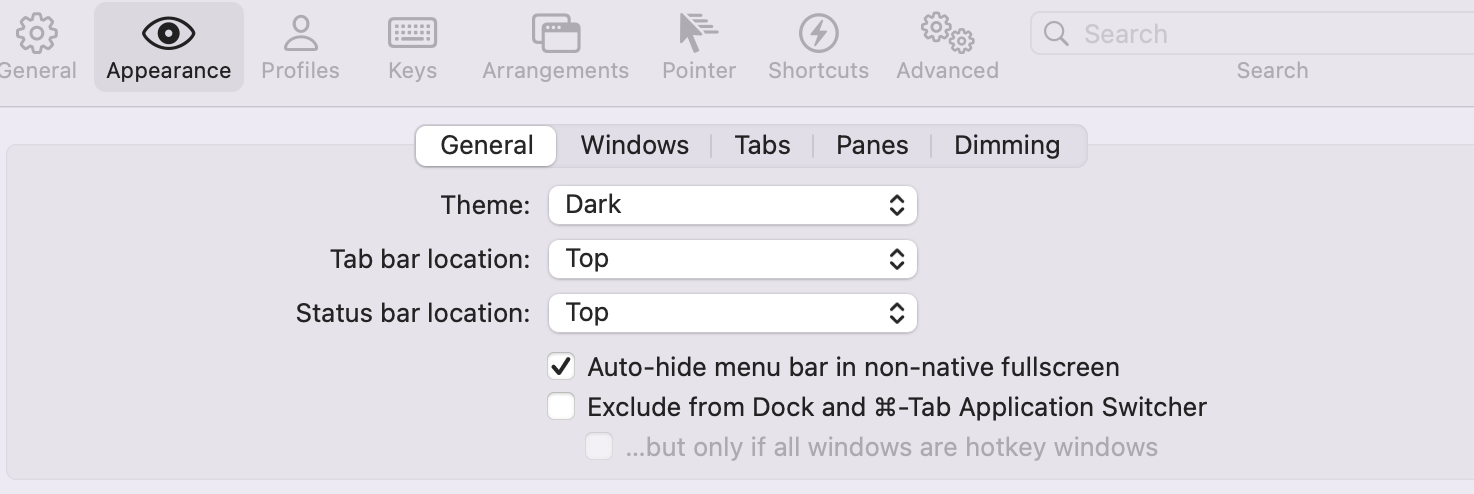 General Appearance Profiles Keys Arrangements Pointer Shortcuts Advanced Search
Search
General Windows Tabs Panes Dimming
Theme: Dark
Tab bar location: Top
Status bar location: Top
Auto-hide menu bar in non-native fullscreen
Exclude from Dock and ⌘-Tab Application Switcher
...but only if all windows are hotkey windows